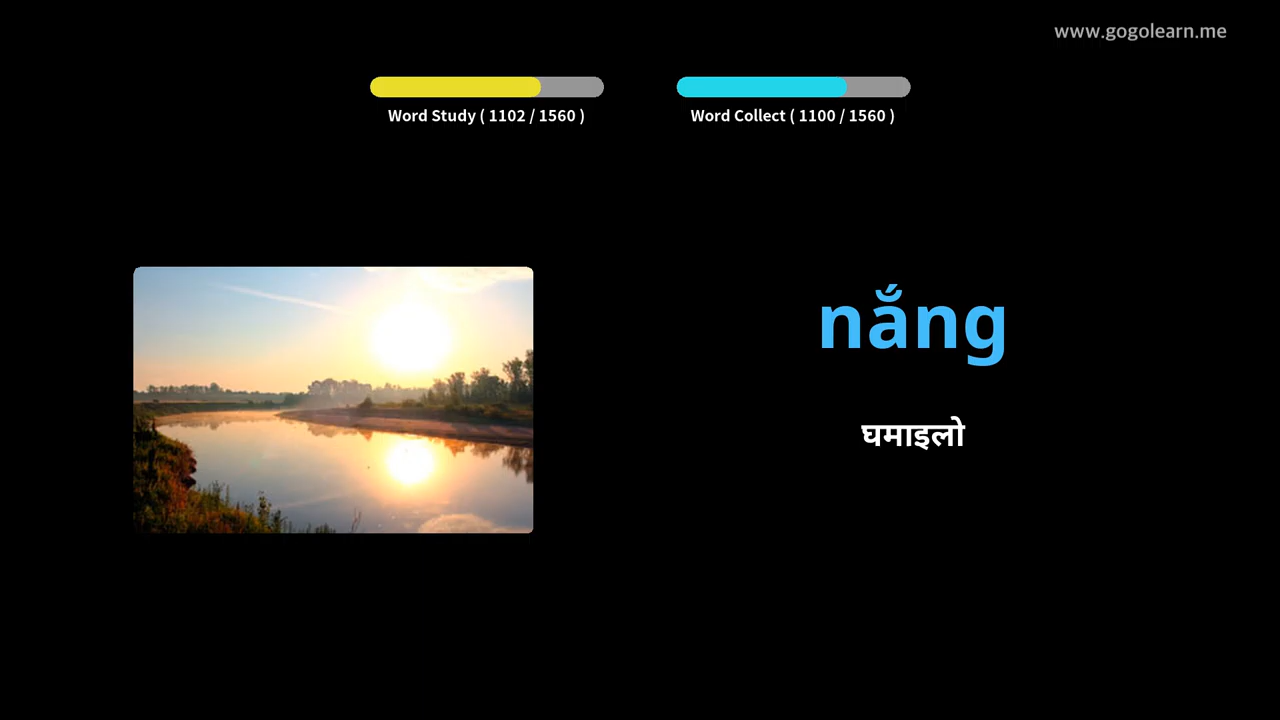 www.gogolearn.me
Word Study ( 1102 / 1560 )
Word Collect ( 1100 / 1560 )
nắng
घमाइलो